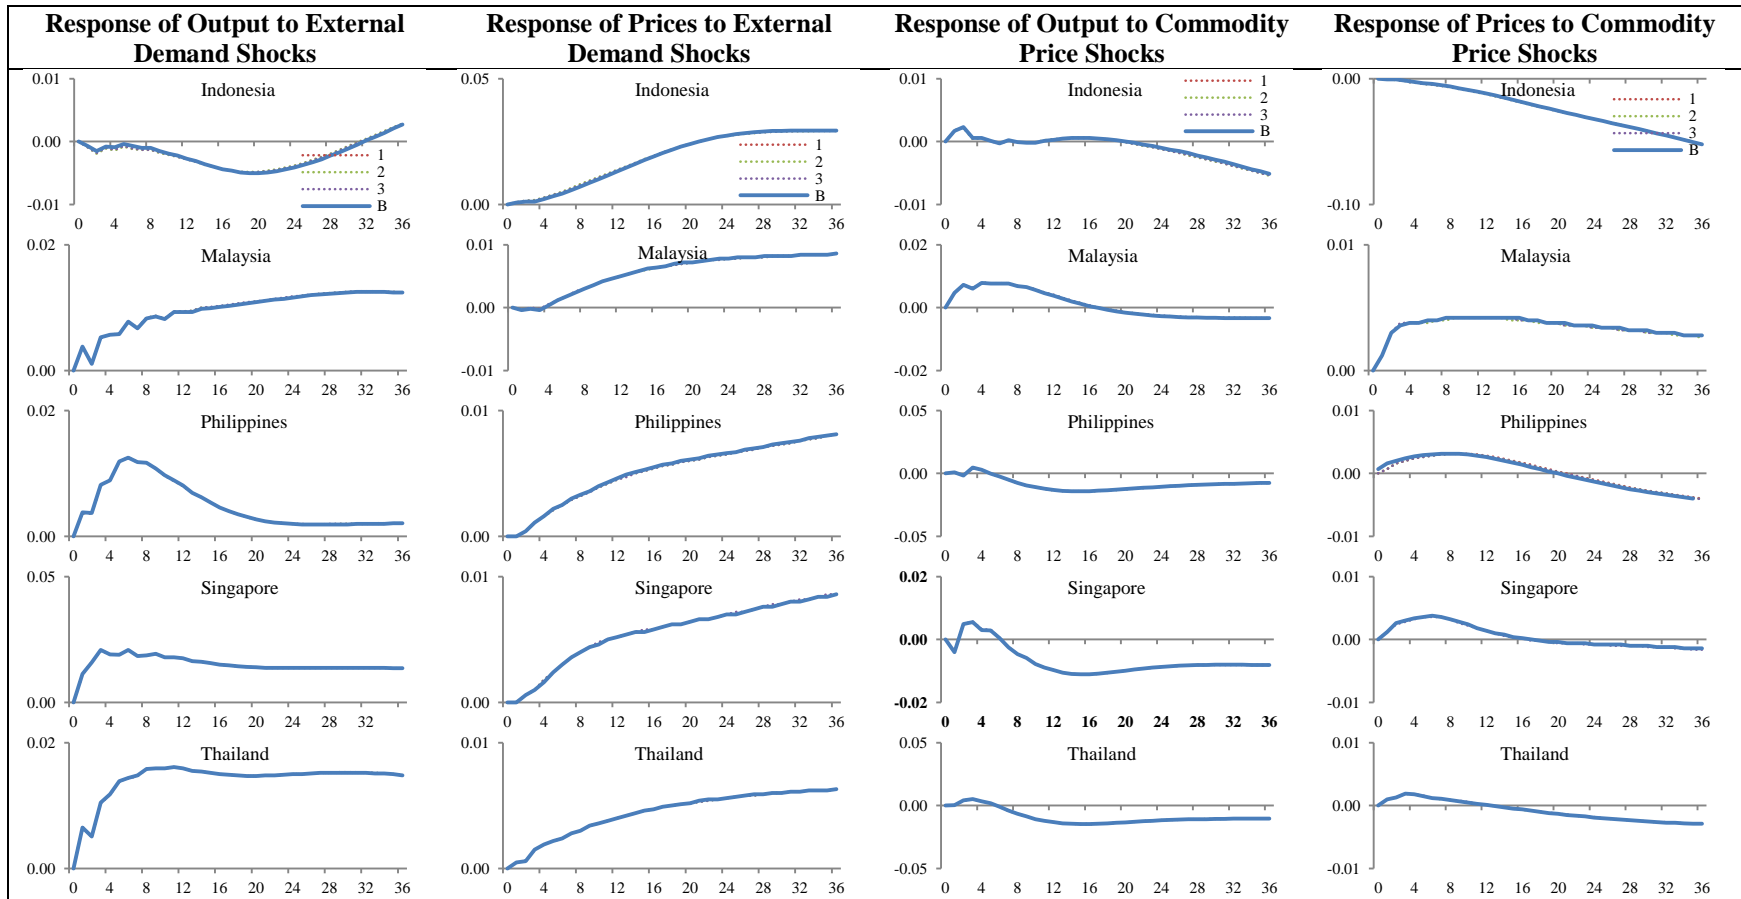 Response of Output to External
Demand Shocks
Response of Prices to External
Demand Shocks
Response of Output to Commodity
Price Shocks
Response of Prices to Commodity
Price Shocks
Indonesia
0.01
0.00
-0.01
1
2
3
B
0 4 8 12 16 20 24 28 32 36
Indonesia
0.05
0.00
1
2
3
B
0 4 8 12 16 20 24 28 32 36
Indonesia
0.01
0.00
-0.01
1
2
3
B
0 4 8 12 16 20 24 28 32 36
Indonesia
0.00
-0.10
1
2
3
B
0 4 8 12 16 20 24 28 32 36
Malaysia
0.02
0.00
0 4 8 12 16 20 24 28 32 36
Malaysia
0.01
0.00
-0.01
0 4 8 12 16 20 24 28 32 36
Malaysia
0.02
0.00
-0.02
0 4 8 12 16 20 24 28 32 36
Malaysia
0.01
0.00
0 4 8 12 16 20 24 28 32 36
Philippines
0.02
0.00
0 4 8 12 16 20 24 28 32 36
Philippines
0.01
0.00
0 4 8 12 16 20 24 28 32 36
Philippines
0.05
0.00
-0.05
0 4 8 12 16 20 24 28 32 36
Philippines
0.01
0.00
-0.01
0 4 8 12 16 20 24 28 32 36
Singapore
0.05
0.00
0 4 8 12 16 20 24 28 32
Singapore
0.01
0.00
0 4 8 12 16 20 24 28 32 36
Singapore
0.02
0.00
-0.02
0 4 8 12 16 20 24 28 32 36
Singapore
0.01
0.00
-0.01
0 4 8 12 16 20 24 28 32 36
Thailand
0.02
0.00
0 4 8 12 16 20 24 28 32 36
Thailand
0.01
0.00
0 4 8 12 16 20 24 28 32 36
Thailand
0.05
0.00
-0.05
0 4 8 12 16 20 24 28 32 36
Thailand
0.01
0.00
-0.01
0 4 8 12 16 20 24 28 32 36